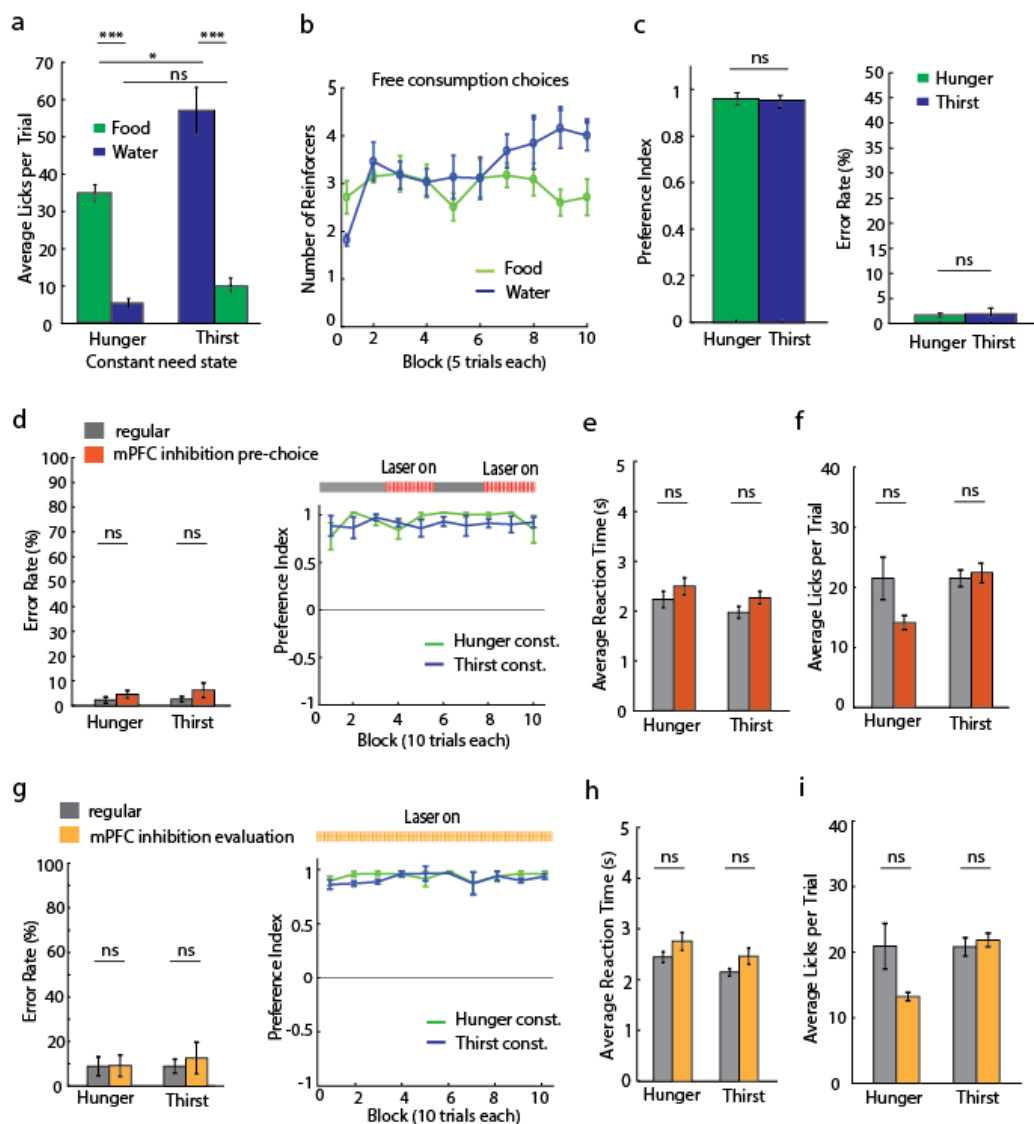 a
*** ***
*
ns
Average Licks per Trial
70
60
50
40
30
20
10
0
Food
Water
Hunger Thirst
Constant need state
b
Free consumption choices
Number of Reinforcers
5
4
3
2
1
0
Food
Water
0 2 4 6 8 10
Block (5 trials each)
c
ns
Preference Index
1
0.8
0.6
0.4
0.2
0
Hunger Thirst
Hunger
Thirst
Error Rate (%)
50
45
40
35
30
25
20
15
10
5
0
ns
Hunger Thirst
d
regular
mPFC inhibition pre-choice
Error Rate (%)
100
90
80
70
60
50
40
30
20
10
0
ns ns
Hunger Thirst
Laser on Laser on
Preference Index
1
0.5
0
-0.5
-1
Hunger const.
Thirst const.
0 2 4 6 8 10
Block (10 trials each)
e
Average Reaction Time (s)
5
4
3
2
1
0
ns ns
Hunger Thirst
f
Average Licks per Trial
40
30
20
10
0
ns ns
Hunger Thirst
g
regular
mPFC inhibition evaluation
Error Rate (%)
100
80
60
40
20
0
ns ns
Hunger Thirst
Laser on
Preference Index
1
0.5
0
-0.5
-1
Hunger const.
Thirst const.
0 2 4 6 8 10
Block (10 trials each)
h
Average Reaction Time (s)
5
4
3
2
1
0
ns ns
Hunger Thirst
i
Average Licks per Trial
40
30
20
10
0
ns ns
Hunger Thirst